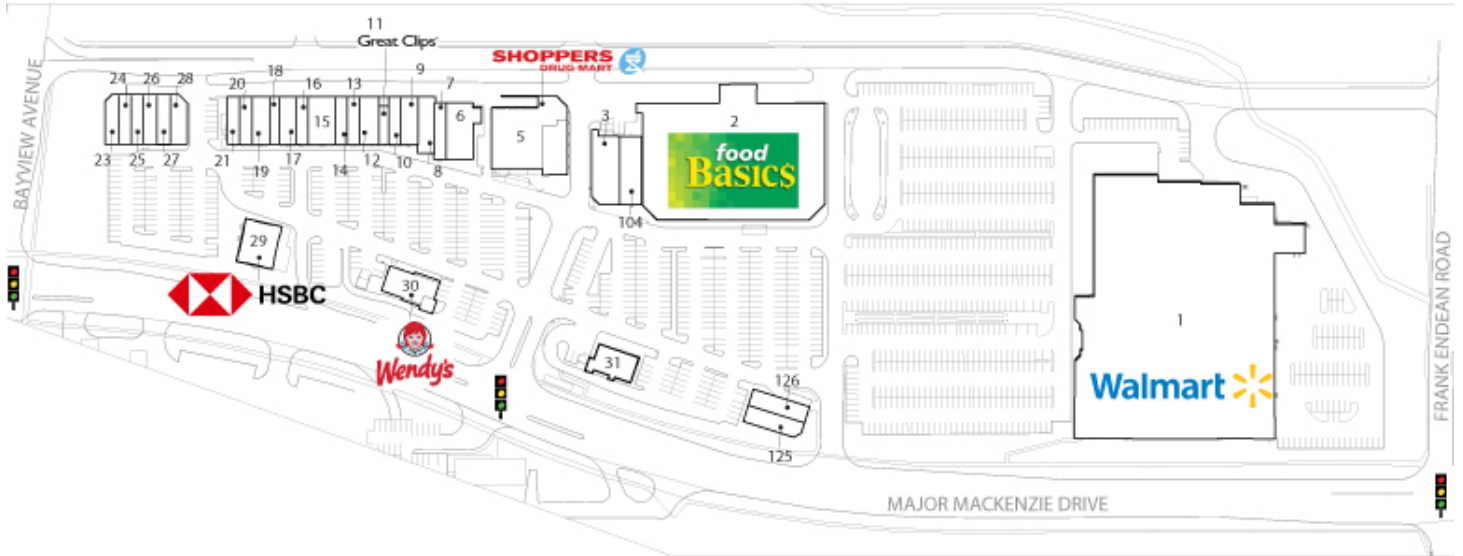 11
Great Clips
SHOPPERS
DRUG MART
24 26 28
20
18
16
13
9
7
15
6
5
3
2
food
Basic$
23
25
27
21
19
17
14
12
10
8
104
BAYVIEW AVENUE
29
HSBC
30
Wendy's
31
126
125
1
Walmart
FRANK ENDEAN ROAD
MAJOR MACKENZIE DRIVE